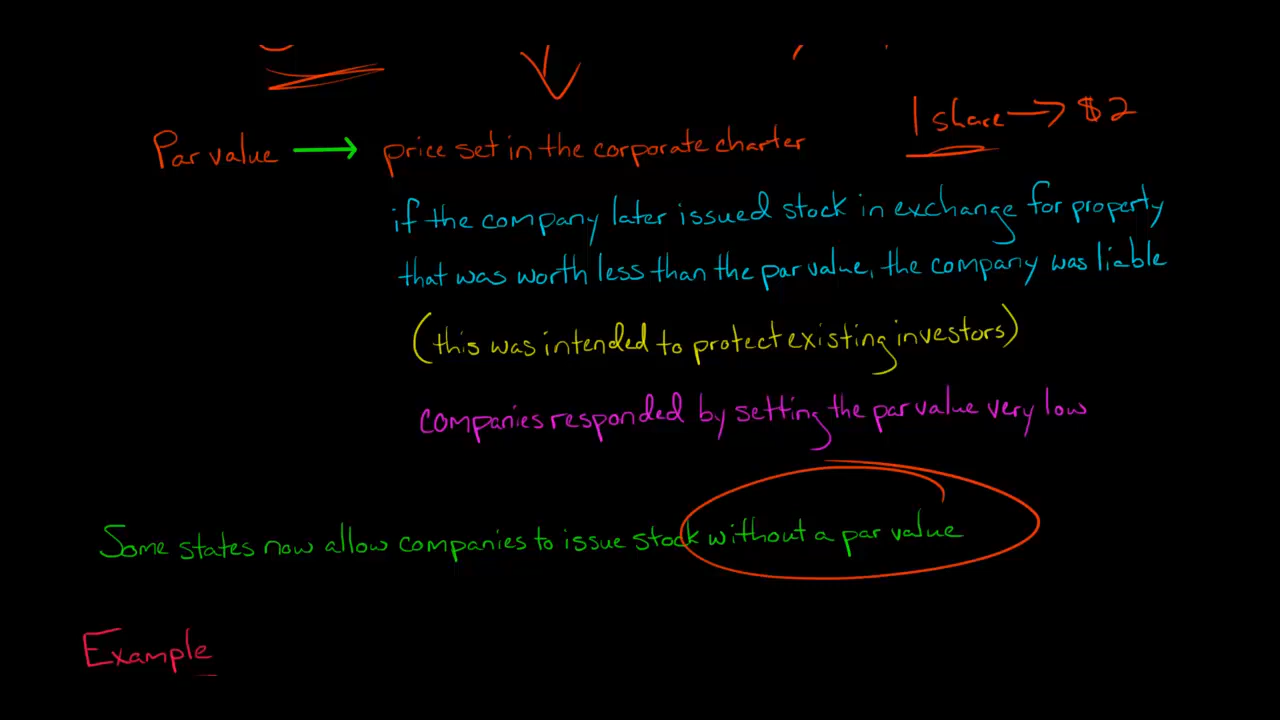 1 share → $2
Par value → price set in the corporate charter
if the company later issued stock in exchange for property
that was worth less than the par value, the company was liable
(this was intended to protect existing investors)
companies responded by setting the par value very low
Some states now allow companies to issue stock without a par value
Example